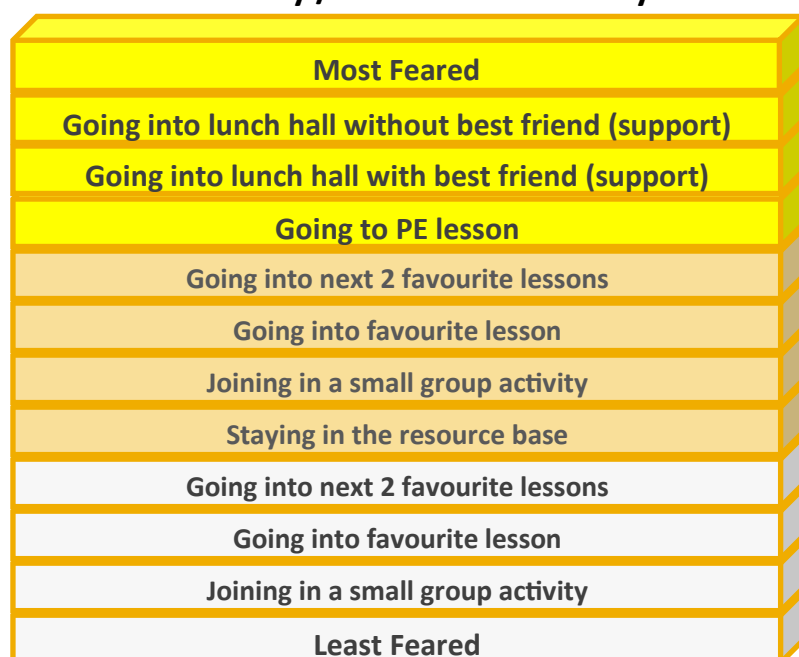 Most Feared
Going into lunch hall without best friend (support)
Going into lunch hall with best friend (support)
Going to PE lesson
Going into next 2 favourite lessons
Going into favourite lesson
Joining in a small group activity
Staying in the resource base
Going into next 2 favourite lessons
Going into favourite lesson
Joining in a small group activity
Least Feared